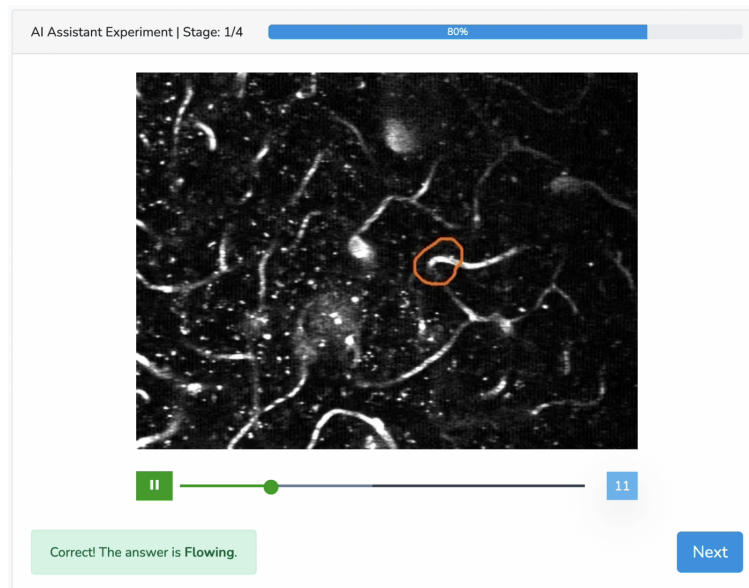 AI Assistant Experiment | Stage: 1/4
80%
11
Correct! The answer is Flowing.
Next